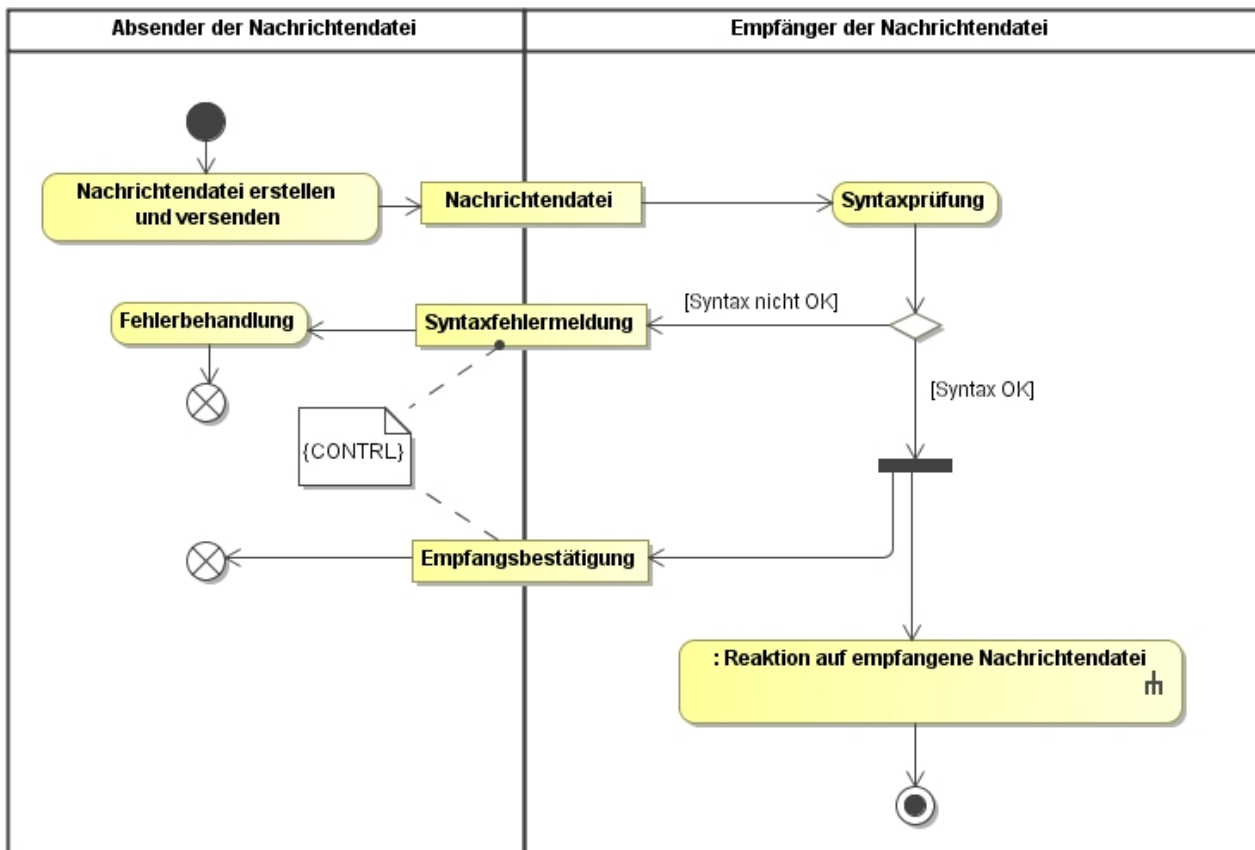 Absender der Nachrichtendatei
Empfänger der Nachrichtendatei
Nachrichtendatei erstellen
und versenden
Nachrichtendatei
Syntaxprüfung
[Syntax nicht OK]
Fehlerbehandlung
Syntaxfehlermeldung
[Syntax OK]
{CONTRL}
Empfangsbestätigung
: Reaktion auf empfangene Nachrichtendatei